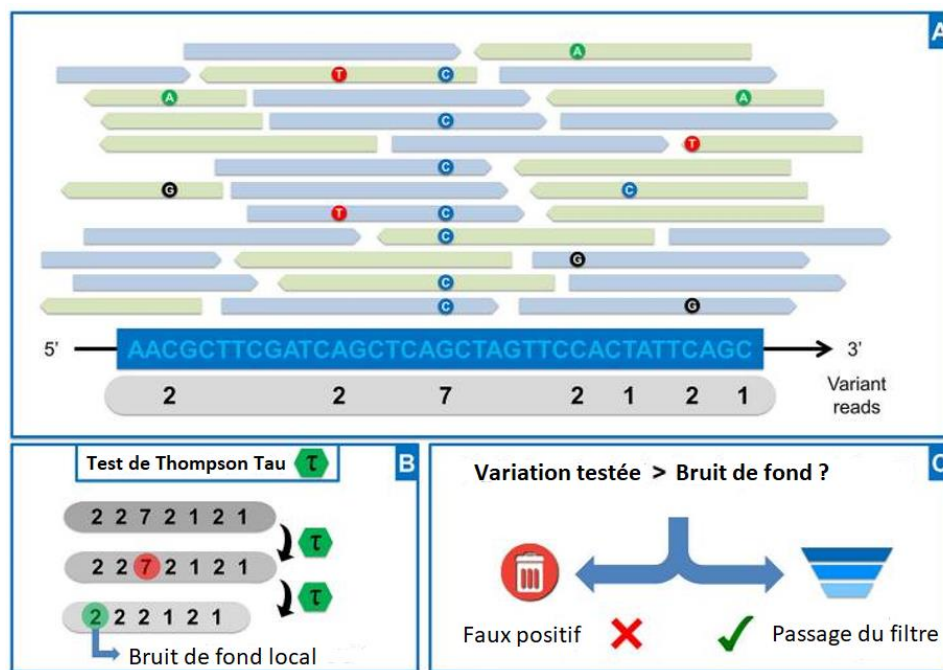 A
A
T C
A A
C
T
C
G C
T C
C
G
C
C G
5' AACGCTTCGATCAGCTCAGCTAGTTCCACTATTCAGC 3'
2 2 7 2 1 2 1
Variant
reads
B
Test de Thompson Tau τ
2 2 7 2 1 2 1
τ
2 2 7 2 1 2 1
τ
2 2 2 1 2 1
Bruit de fond local
C
Variation testée > Bruit de fond ?
Faux positif
Passage du filtre